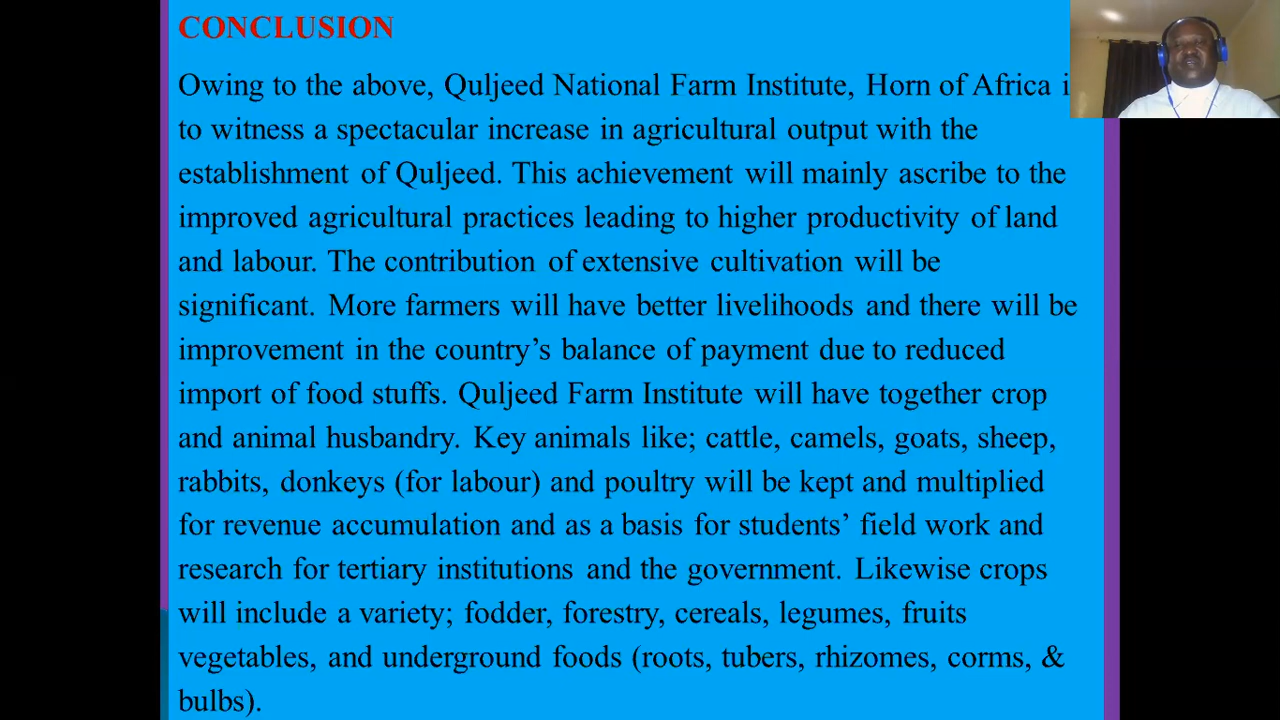 CONCLUSION
Owing to the above, Quljeed National Farm Institute, Horn of Africa
to witness a spectacular increase in agricultural output with the
establishment of Quljeed. This achievement will mainly ascribe to the
improved agricultural practices leading to higher productivity of land
and labour. The contribution of extensive cultivation will be
significant. More farmers will have better livelihoods and there will be
improvement in the country’s balance of payment due to reduced
import of food stuffs. Quljeed Farm Institute will have together crop
and animal husbandry. Key animals like; cattle, camels, goats, sheep,
rabbits, donkeys (for labour) and poultry will be kept and multiplied
for revenue accumulation and as a basis for students’ field work and
research for tertiary institutions and the government. Likewise crops
will include a variety; fodder, forestry, cereals, legumes, fruits
vegetables, and underground foods (roots, tubers, rhizomes, corms, &
bulbs).